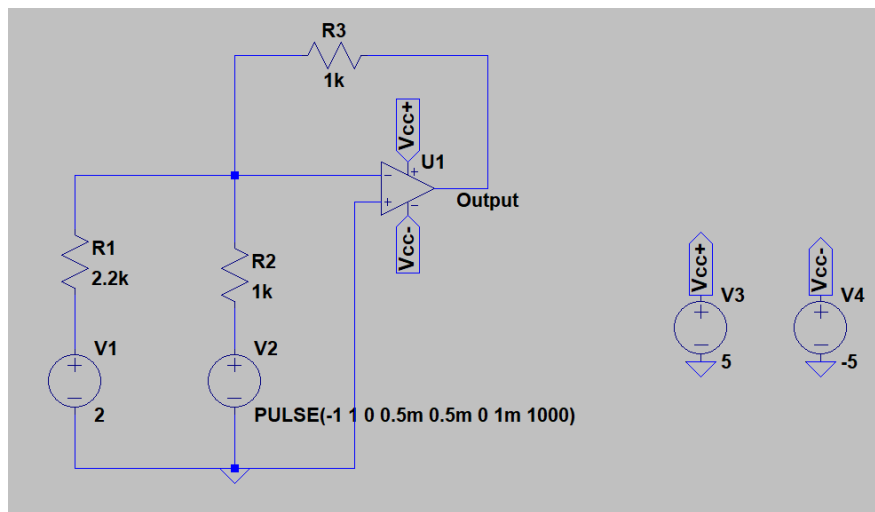 R3
1k
Vcc+
U1
Output
Vcc-
R1
2.2k
R2
1k
V1
2
V2
PULSE(-1 1 0 0.5m 0.5m 0 1m 1000)
Vcc+
V3
5
Vcc-
V4
-5